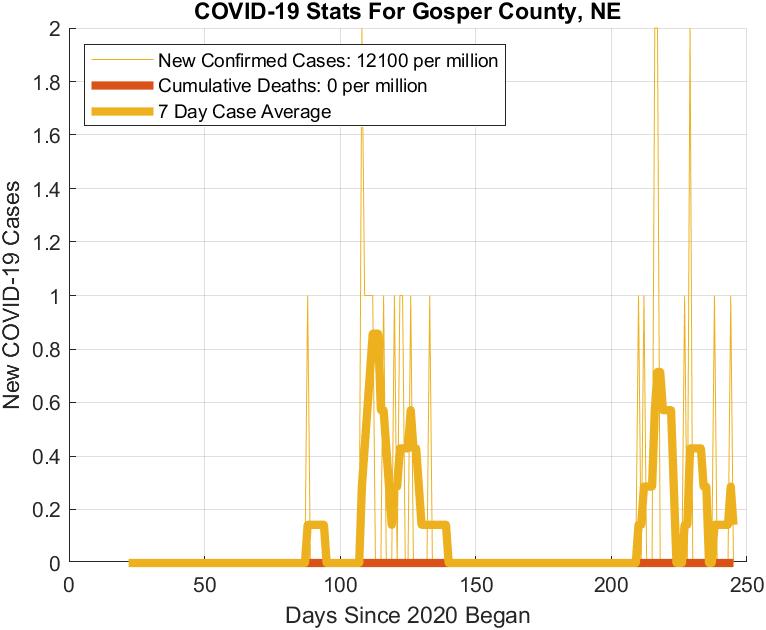 COVID-19 Stats For Gosper County, NE
New Confirmed Cases: 12100 per million
Cumulative Deaths: 0 per million
7 Day Case Average
New COVID-19 Cases
2
1.8
1.6
1.4
1.2
1
0.8
0.6
0.4
0.2
0
0 50 100 150 200 250
Days Since 2020 Began